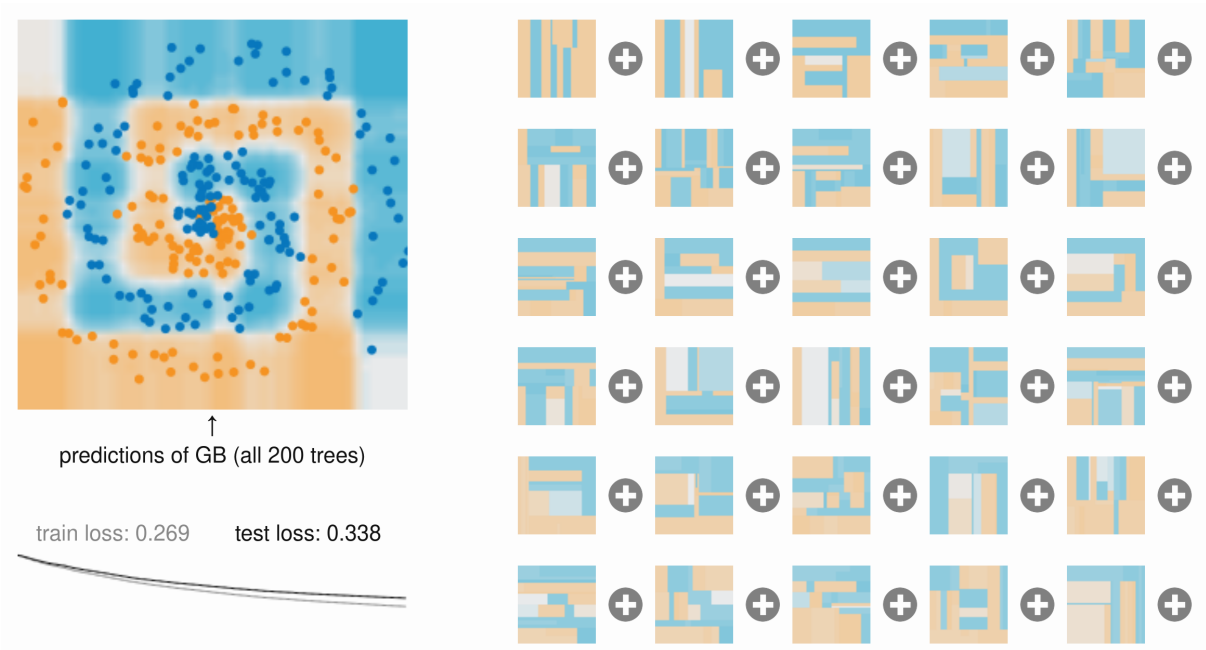 ↑
predictions of GB (all 200 trees)
train loss: 0.269 test loss: 0.338